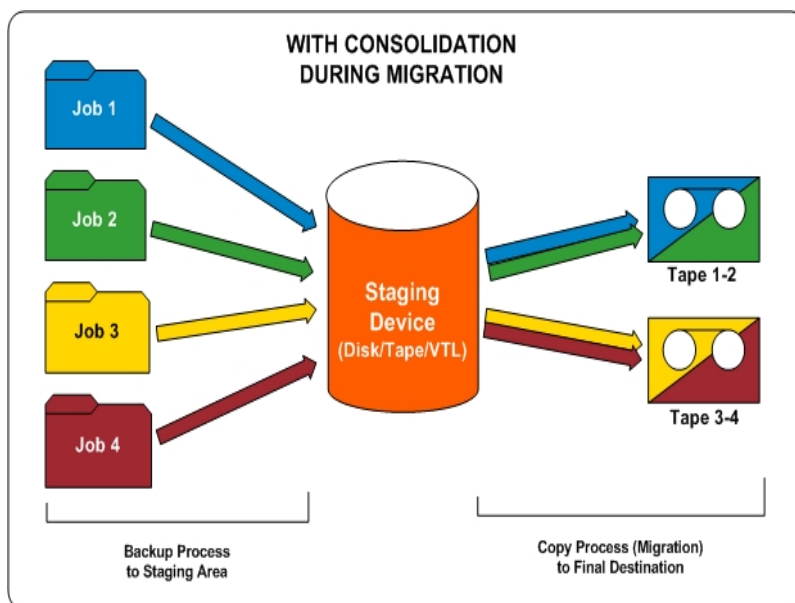 WITH CONSOLIDATION
DURING MIGRATION
Job 1
Job 2
Job 3
Job 4
Staging
Device
(Disk/Tape/VTL)
Tape 1-2
Tape 3-4
Backup Process
to Staging Area
Copy Process (Migration)
to Final Destination